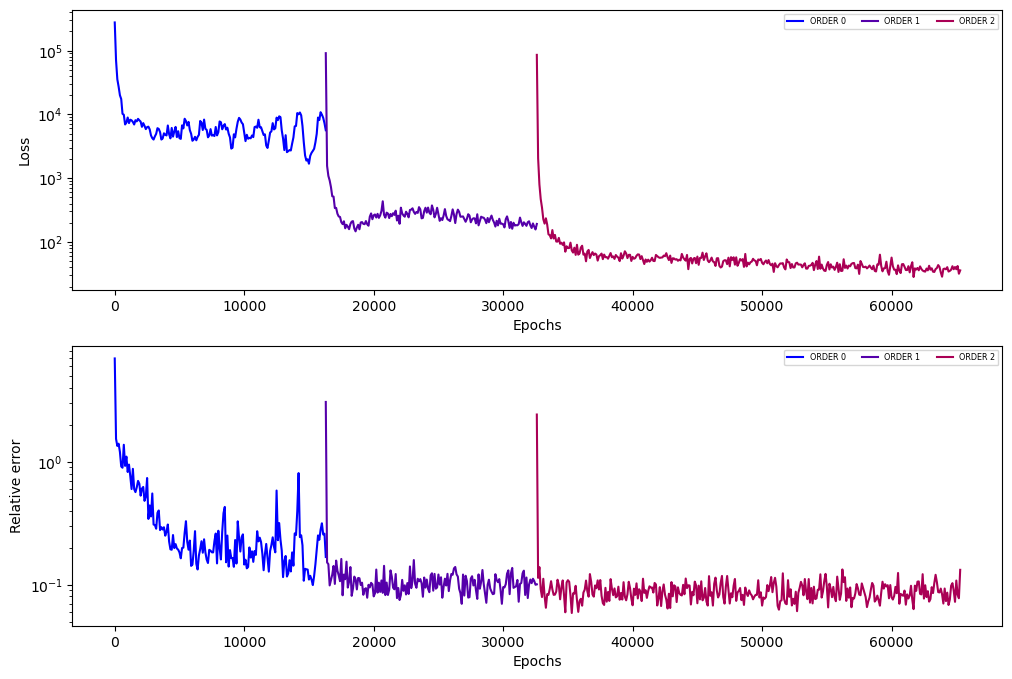 ORDER 0 ORDER 1 ORDER 2
10^5
10^4
10^3
10^2
Loss
0 10000 20000 30000 40000 50000 60000
Epochs
ORDER 0 ORDER 1 ORDER 2
10^0
10^-1
Relative error
0 10000 20000 30000 40000 50000 60000
Epochs